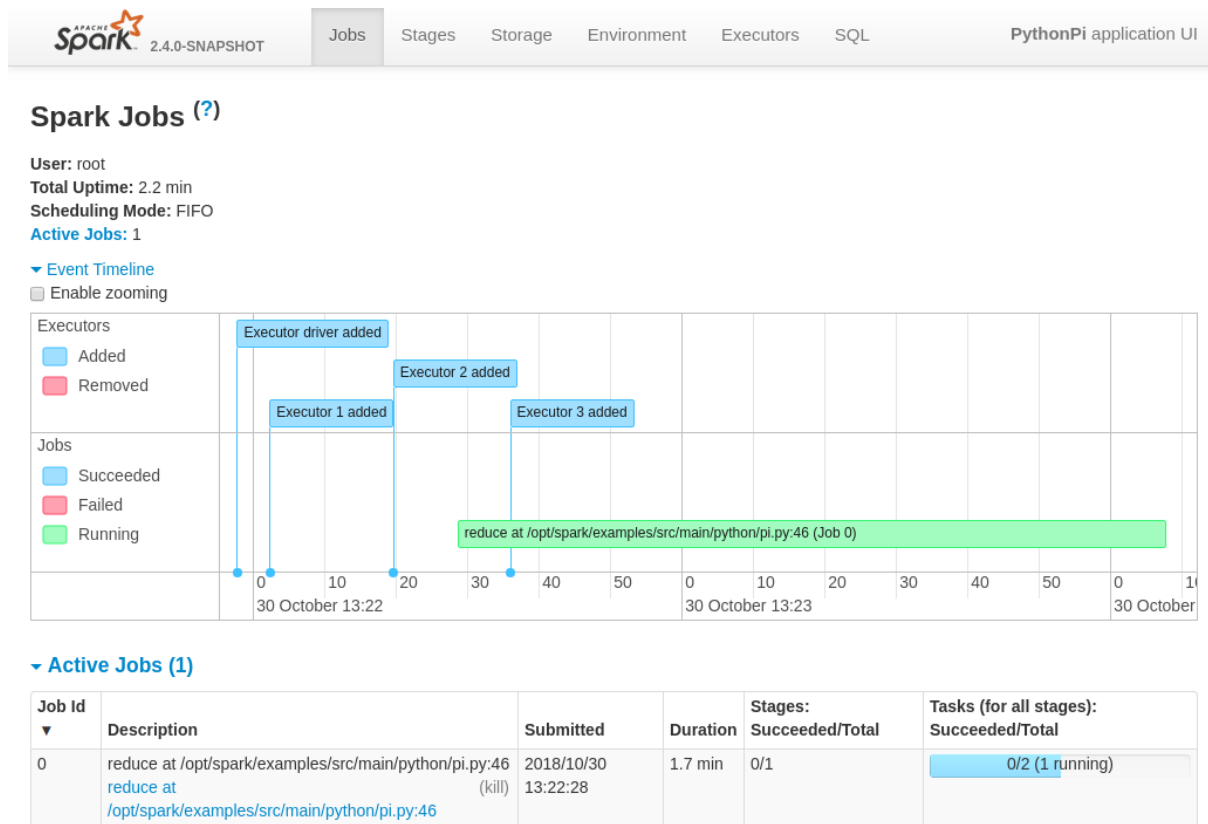 APACHE
Spark 2.4.0-SNAPSHOT Jobs Stages Storage Environment Executors SQL PythonPi application UI
Spark Jobs (?)
User: root
Total Uptime: 2.2 min
Scheduling Mode: FIFO
Active Jobs: 1
Event Timeline
Enable zooming
Executors
Added
Removed
Executor driver added
Executor 2 added
Executor 1 added Executor 3 added
Jobs
Succeeded
Failed
Running
reduce at /opt/spark/examples/src/main/python/pi.py:46 (Job 0)
0 10 20 30 40 50 0 10 20 30 40 50 0 1
30 October 13:22 30 October 13:23 30 October
Active Jobs (1)
Job Id ▼ Description Submitted Duration Stages: Succeeded/Total Tasks (for all stages): Succeeded/Total
0 reduce at /opt/spark/examples/src/main/python/pi.py:46 2018/10/30 1.7 min 0/1 0/2 (1 running)
reduce at (kill) 13:22:28
/opt/spark/examples/src/main/python/pi.py:46